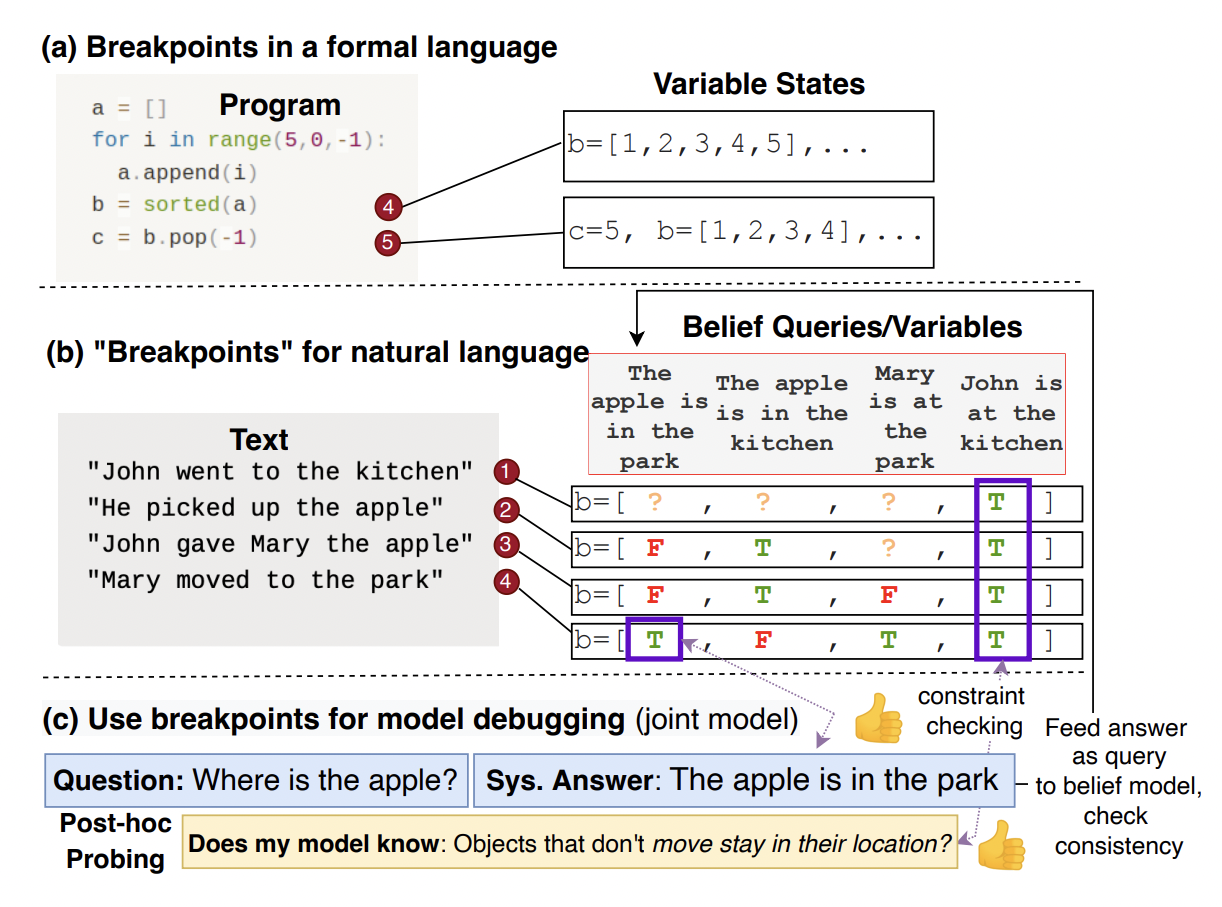 (a) Breakpoints in a formal language
Program
a = []
for i in range(5,0,-1):
a.append(i)
b = sorted(a)
c = b.pop(-1)
4
5
Variable States
b=[1,2,3,4,5],...
c=5, b=[1,2,3,4],...
(b) "Breakpoints" for natural language
Belief Queries/Variables
The apple is in the park
The apple is in the kitchen
Mary is at the park
John is at the kitchen
Text
"John went to the kitchen"
"He picked up the apple"
"John gave Mary the apple"
"Mary moved to the park"
1
2
3
4
b=[ ? , ? , ? , T ]
b=[ F , T , ? , T ]
b=[ F , T , F , T ]
b=[ T , F , T , T ]
(c) Use breakpoints for model debugging (joint model)
constraint
checking
Question: Where is the apple?
Sys. Answer: The apple is in the park
Feed answer
as query
to belief model,
check
consistency
Post-hoc
Probing
Does my model know: Objects that don't move stay in their location?